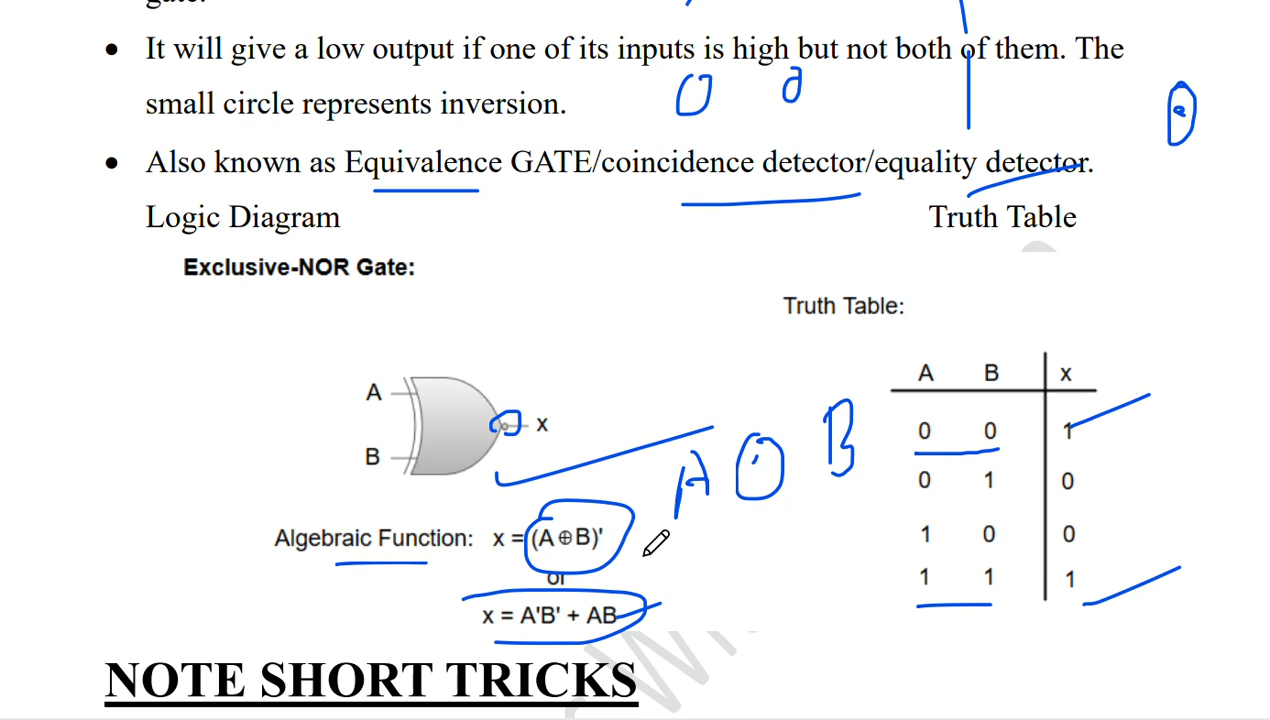 gate.
• It will give a low output if one of its inputs is high but not both of them. The
small circle represents inversion.
• Also known as Equivalence GATE/coincidence detector/equality detector.
Logic Diagram Truth Table
Exclusive-NOR Gate:
Truth Table:
A B x
0 0 1
0 1 0
1 0 0
1 1 1
A
B
x
A ⊙ B
Algebraic Function: x = (A⊕B)'
or
x = A'B' + AB
NOTE SHORT TRICKS